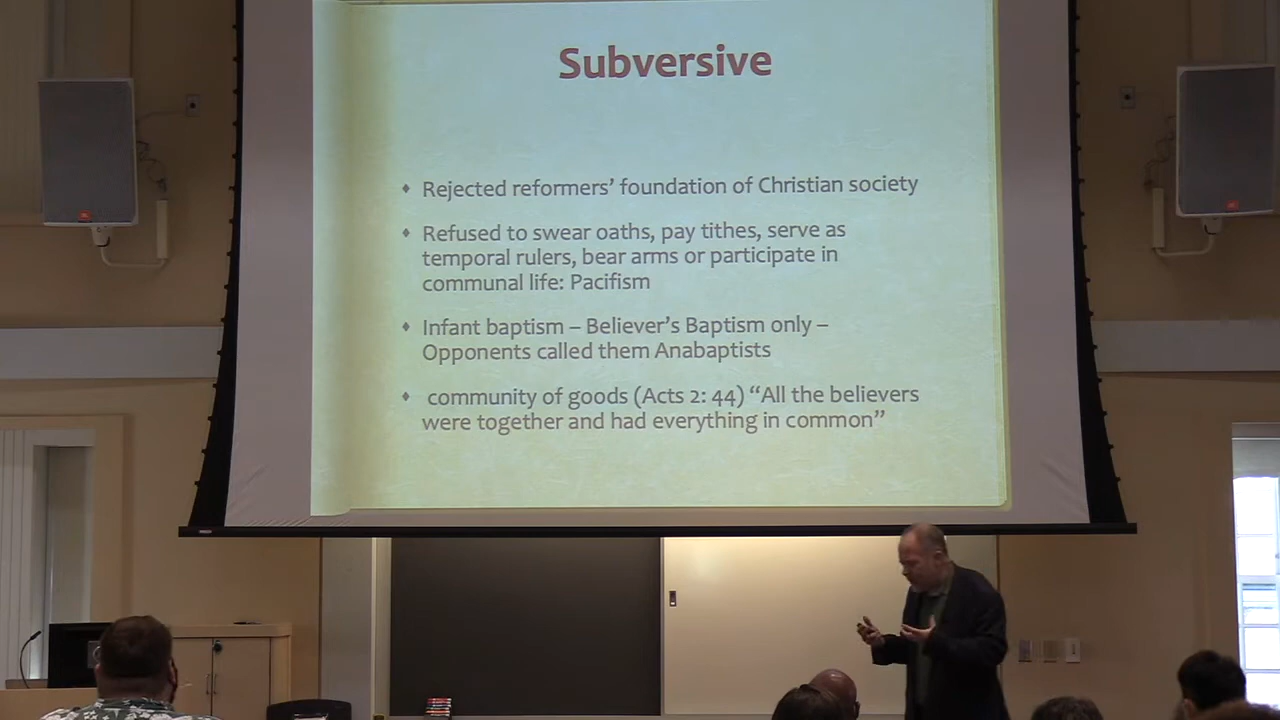 Subversive
Rejected reformers’ foundation of Christian society
Refused to swear oaths, pay tithes, serve as
temporal rulers, bear arms or participate in
communal life: Pacifism
Infant baptism – Believer’s Baptism only –
Opponents called them Anabaptists
community of goods (Acts 2: 44) “All the believers
were together and had everything in common”